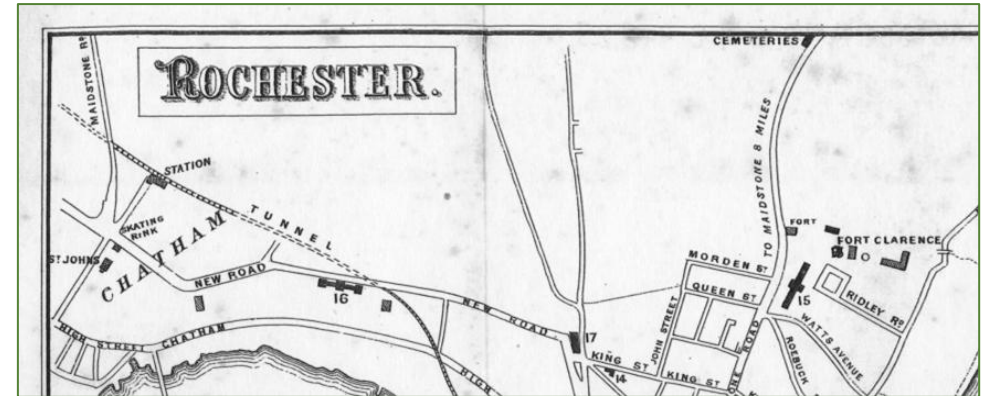 CEMETERIES
MAIDSTONE RD
ROCHESTER.
TO MAIDSTONE 8 MILES
STATION
TUNNEL
SKATING
RINK
CHATHAM
ST JOHNS
FORT
FORT CLARENCE
MORDEN ST
NEW ROAD
QUEEN ST
16
15
RIDLEY RD
NEW ROAD
JOHN STREET
WATTS AVENUE
HIGH STREET CHATHAM
17
ROEBUCK
KING ST
14
KING ST
HIGH